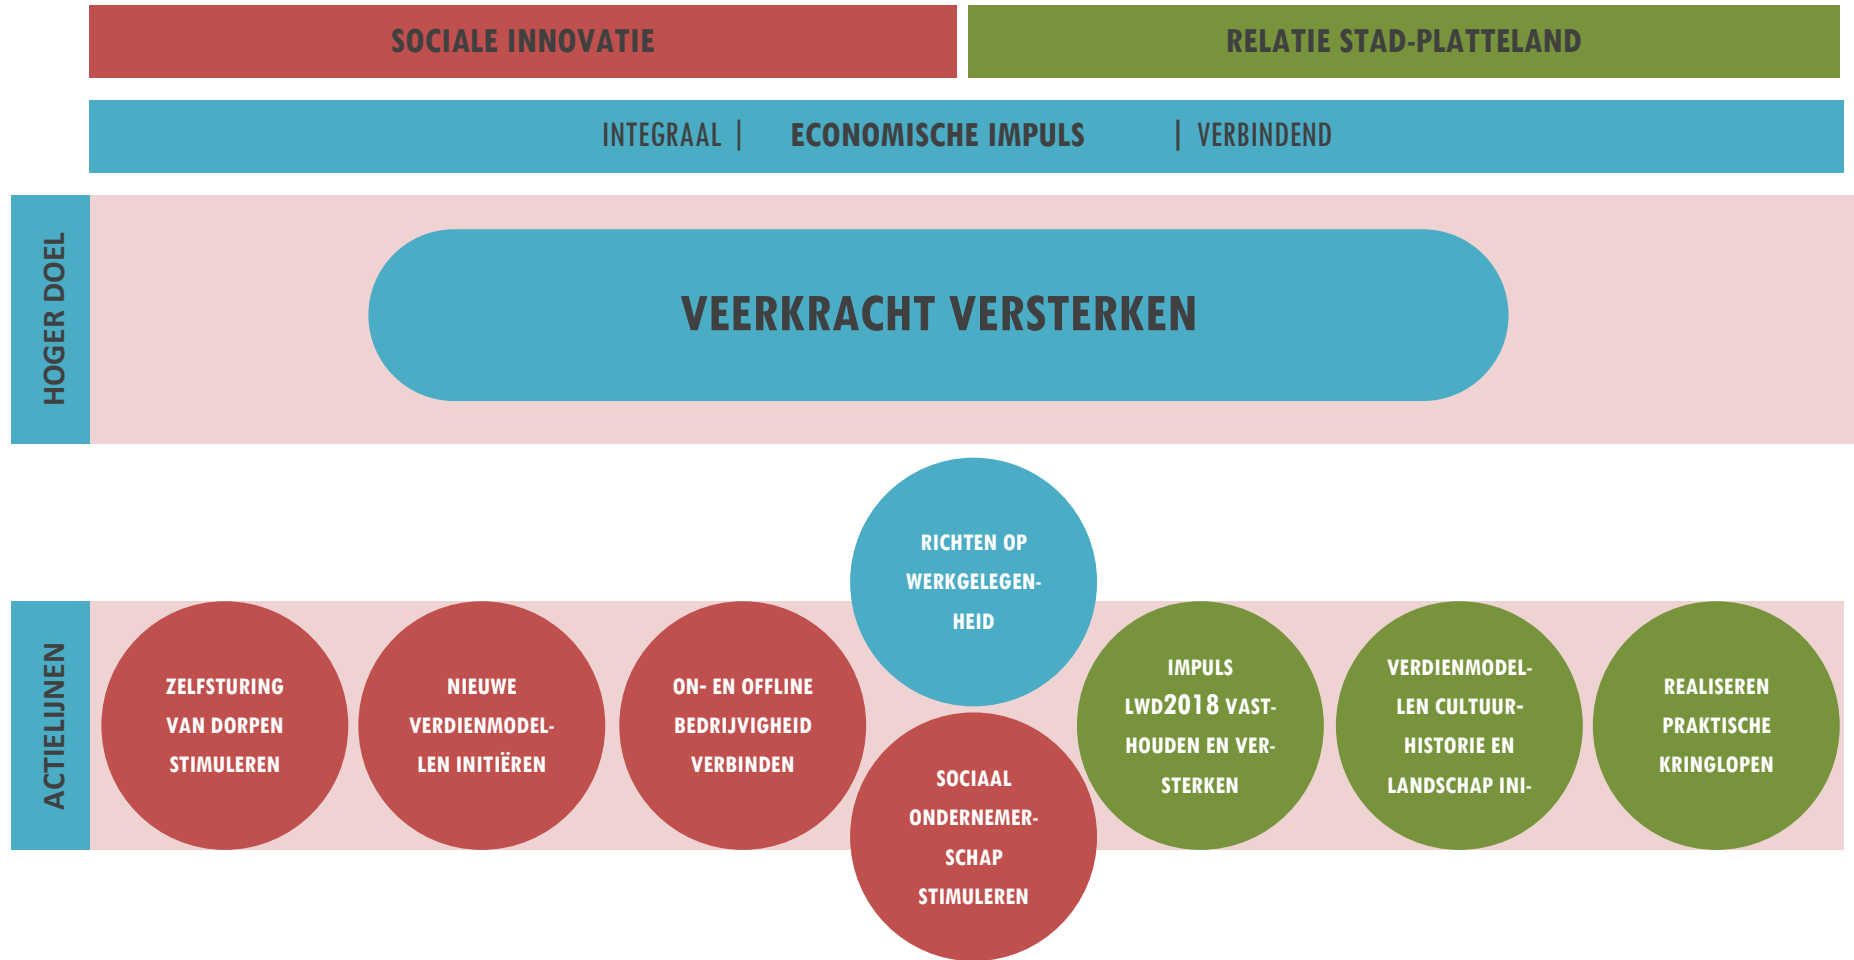 SOCIALE INNOVATIE
RELATIE STAD-PLATTELAND
INTEGRAAL | ECONOMISCHE IMPULS | VERBINDEND
HOGER DOEL
VEERKRACHT VERSTERKEN
ACTIELIJNEN
ZELFSTURING
VAN DORPEN
STIMULEREN
NIEUWE
VERDIENMODEL-
LEN INITIËREN
ON- EN OFFLINE
BEDRIJVIGHEID
VERBINDEN
RICHTEN OP
WERKGELEGEN-
HEID
SOCIAAL
ONDERNEMER-
SCHAP
STIMULEREN
IMPULS
LWD2018 VAST-
HOUDEN EN VER-
STERKEN
VERDIENMODEL-
LEN CULTUUR-
HISTORIE EN
LANDSCHAP INI-
REALISEREN
PRAKTISCHE
KRINGLOPEN